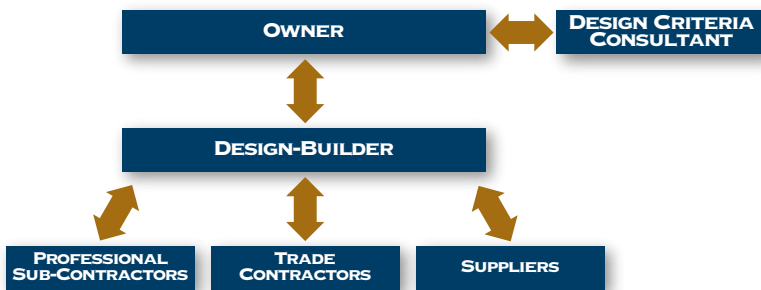 Owner
Design Criteria
Consultant
Design-Builder
Professional
Sub-Contractors
Trade
Contractors
Suppliers